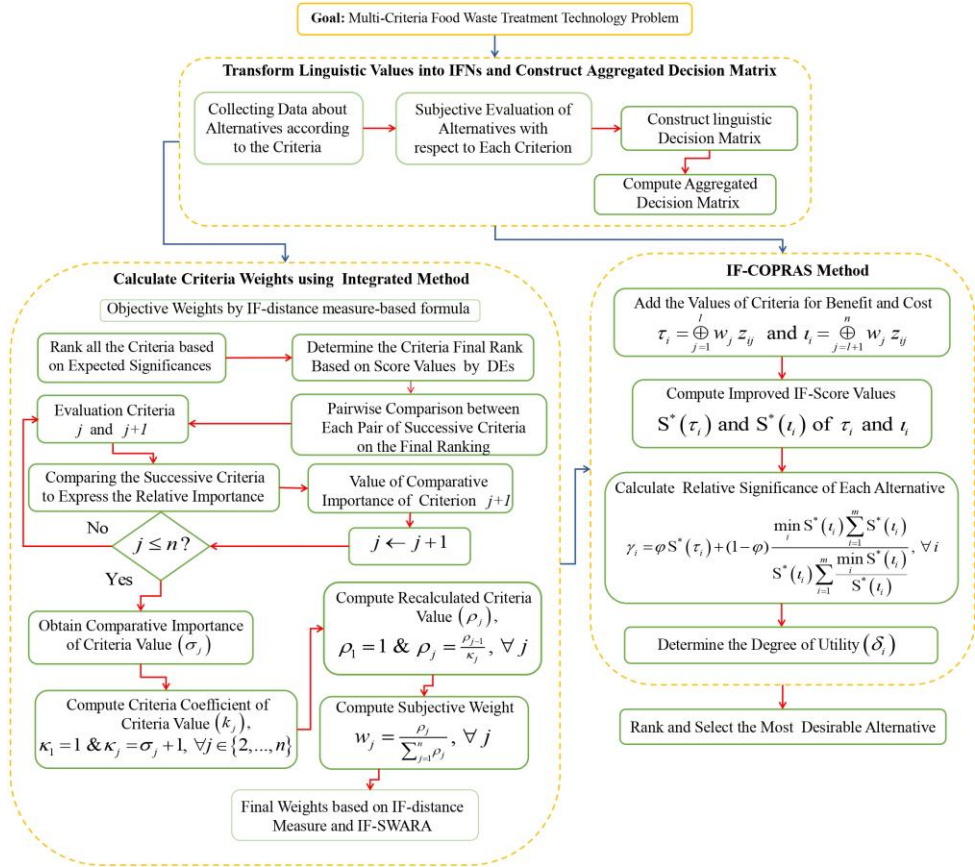 Goal: Multi-Criteria Food Waste Treatment Technology Problem
Transform Linguistic Values into IFNs and Construct Aggregated Decision Matrix
Collecting Data about
Alternatives according
to the Criteria
Subjective Evaluation of
Alternatives with
respect to Each Criterion
Construct linguistic
Decision Matrix
Compute Aggregated
Decision Matrix
Calculate Criteria Weights using Integrated Method
Objective Weights by IF-distance measure-based formula
Rank all the Criteria based
on Expected Significances
Determine the Criteria Final Rank
Based on Score Values by DEs
Evaluation Criteria
j and j+1
Pairwise Comparison between
Each Pair of Successive Criteria
on the Final Ranking
Comparing the Successive Criteria
to Express the Relative Importance
Value of Comparative
Importance of Criterion j+1
No
j ≤ n?
j ← j+1
Yes
Obtain Comparative Importance
of Criteria Value (σ_j)
Compute Criteria Coefficient of
Criteria Value (k_j),
κ_1 = 1 & κ_j = σ_j + 1, ∀j ∈ {2,...,n}
Compute Recalculated Criteria
Value (ρ_j),
ρ_1 = 1 & ρ_j = ρ_{j-1}/κ_j, ∀ j
Compute Subjective Weight
w_j = ρ_j/∑_{j=1}^n ρ_j, ∀ j
Final Weights based on IF-distance
Measure and IF-SWARA
IF-COPRAS Method
Add the Values of Criteria for Benefit and Cost
τ_i = ⊕_{j=1}^l w_j z_{ij} and ι_i = ⊕_{j=l+1}^n w_j z_{ij}
Compute Improved IF-Score Values
S^*(τ_i) and S^*(ι_i) of τ_i and ι_i
Calculate Relative Significance of Each Alternative
γ_i = φ S^*(τ_i) + (1-φ) (min_i S^*(ι_i) ∑_{i=1}^m S^*(ι_i))/(S^*(ι_i) ∑_{i=1}^m (min_i S^*(ι_i))/(S^*(ι_i))), ∀ i
Determine the Degree of Utility (δ_i)
Rank and Select the Most Desirable Alternative